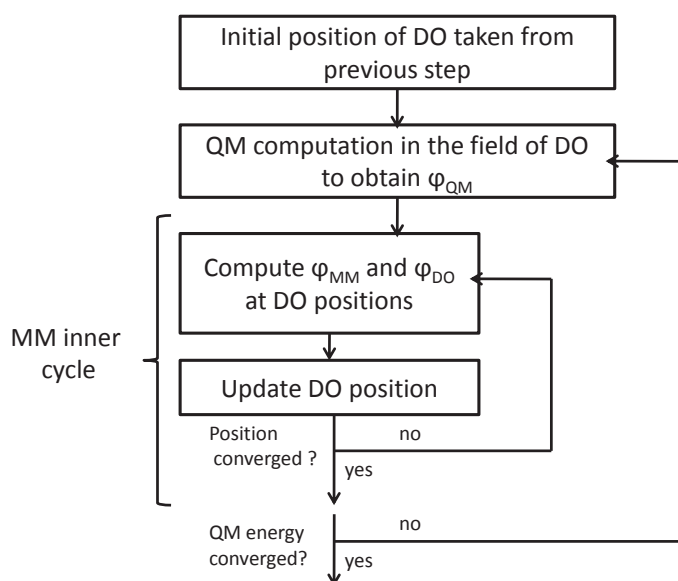 Initial position of DO taken from
previous step
QM computation in the field of DO
to obtain φQM
Compute φMM and φDO
at DO positions
MM inner
cycle
Update DO position
Position
converged ?
no
yes
QM energy
converged?
no
yes